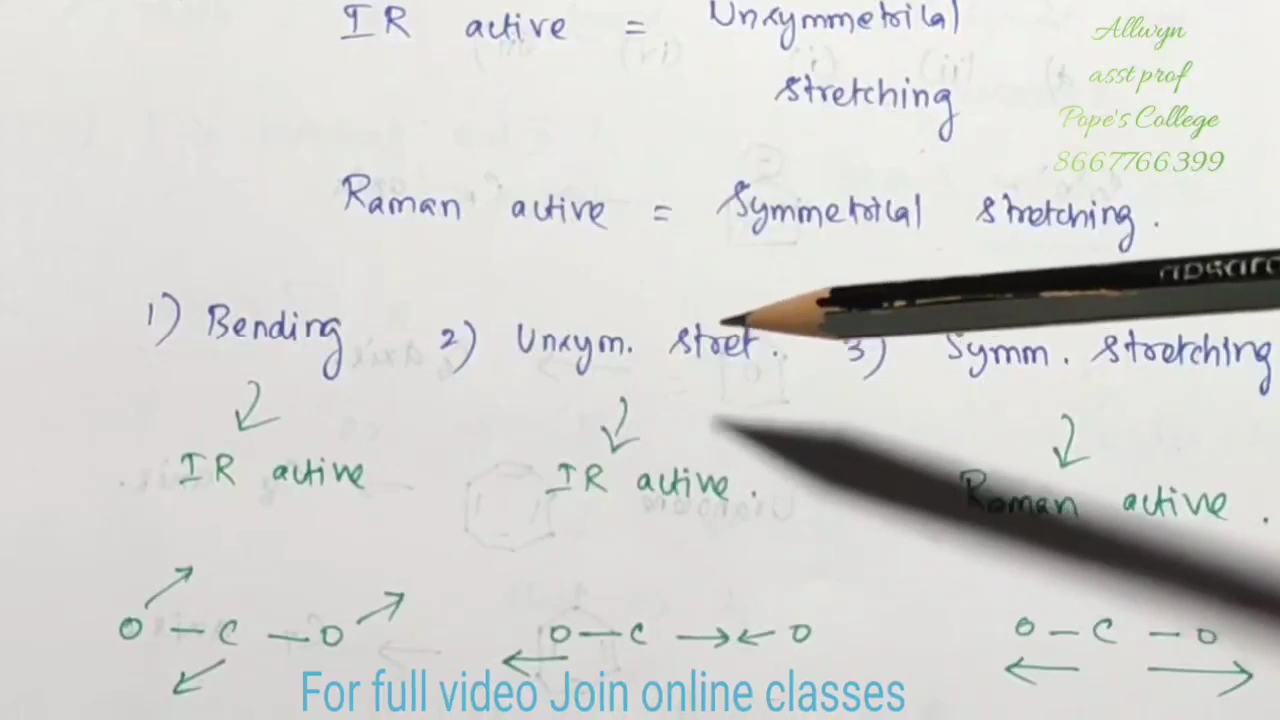 IR active = Unsymmetrical
stretching
Allwyn
asst prof
Pope's College
8667766399
Raman active = Symmetrical stretching.
apsara
1) Bending 2) Unsym. stret. 3) Symm. stretching
IR active IR active. Raman active.
O - C - O O - C O O - C - O
For full video Join online classes